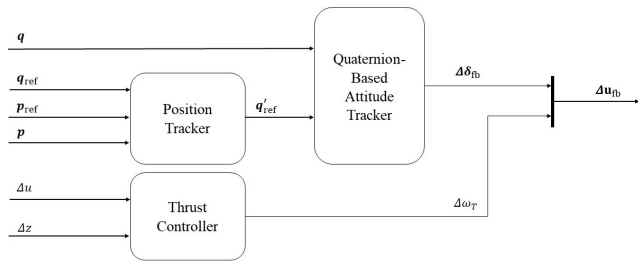 q
Quaternion-
Based
Attitude
Tracker
q_ref
p_ref
p
Position
Tracker
q′_ref
Δδ_fb
Δu_fb
Δu
Δz
Thrust
Controller
Δω_T